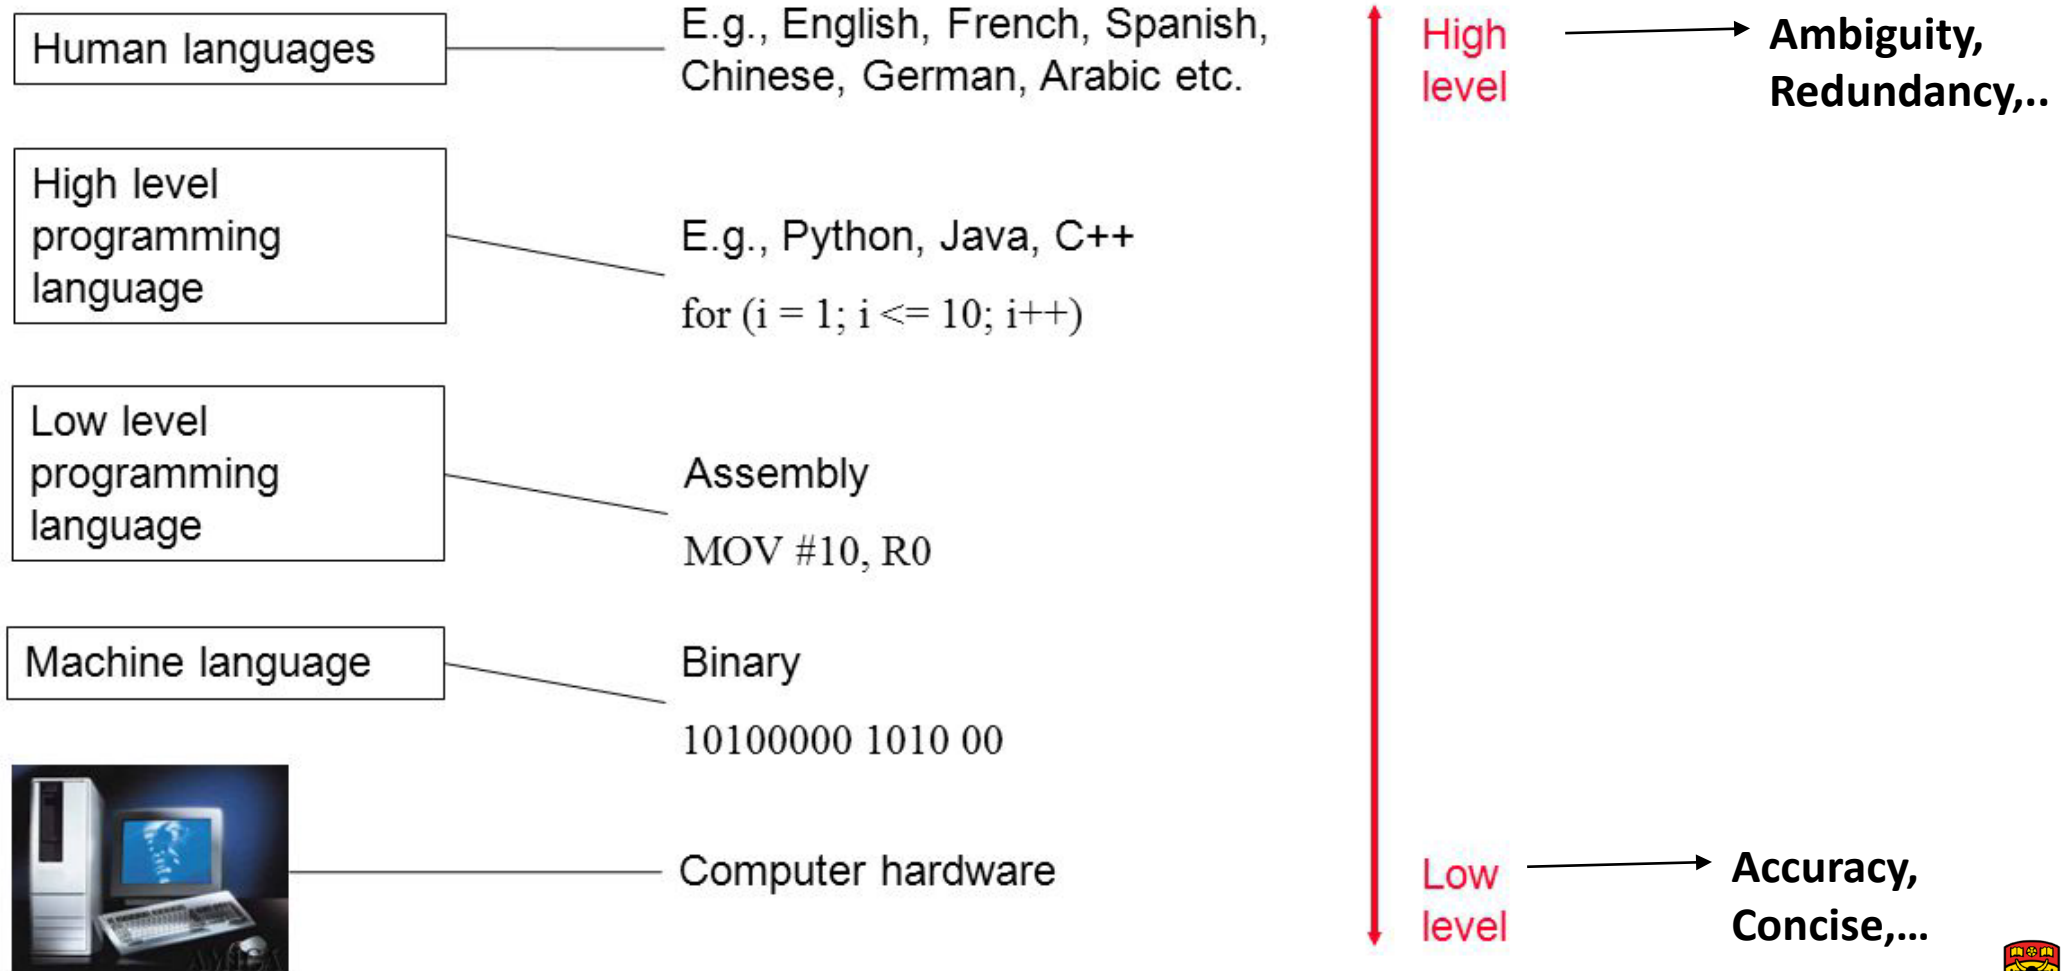 Human languages
E.g., English, French, Spanish,
Chinese, German, Arabic etc.
High
level
Ambiguity,
Redundancy,..
High level
programming
language
E.g., Python, Java, C++
for (i = 1; i <= 10; i++)
Low level
programming
language
Assembly
MOV #10, R0
Machine language
Binary
10100000 1010 00
Computer hardware
Low
level
Accuracy,
Concise,...